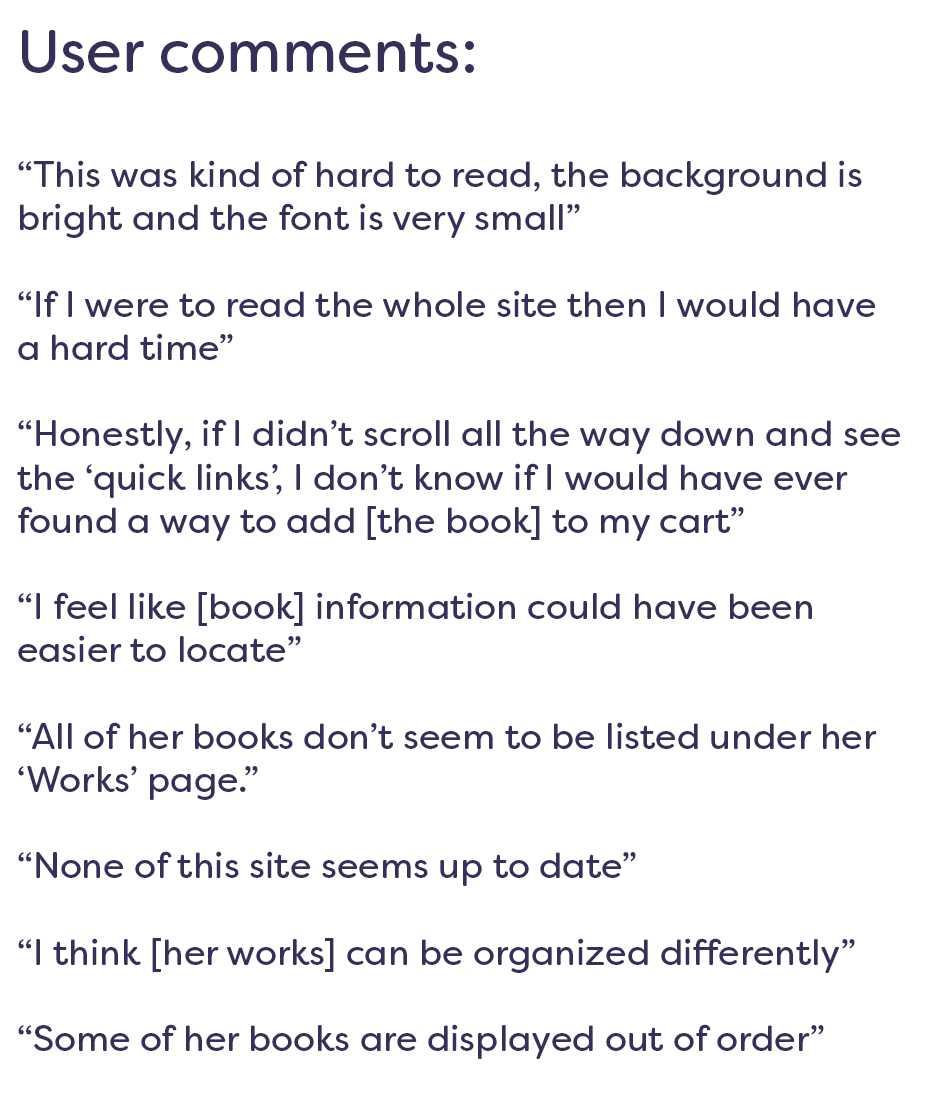 User comments:
“This was kind of hard to read, the background is
bright and the font is very small”
“If I were to read the whole site then I would have
a hard time”
“Honestly, if I didn’t scroll all the way down and see
the ‘quick links’, I don’t know if I would have ever
found a way to add [the book] to my cart”
“I feel like [book] information could have been
easier to locate”
“All of her books don’t seem to be listed under her
‘Works’ page.”
“None of this site seems up to date”
“I think [her works] can be organized differently”
“Some of her books are displayed out of order”